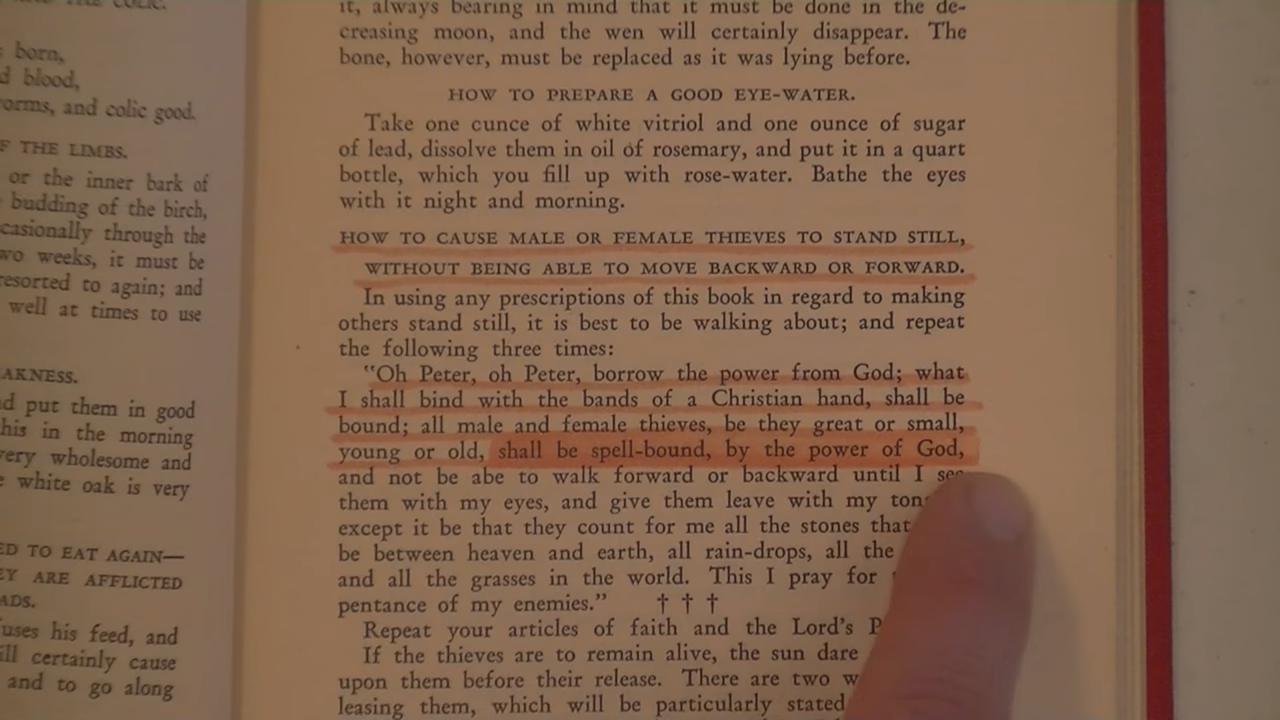 born,
blood,
and colic good.
THE LIMBS.
or the inner bark of
budding of the birch,
through the
weeks, it must be
to again; and
well at times to use
put them in good
in the morning
wholesome and
white oak is very
TO EAT AGAIN—
ARE AFFLICTED
his feed, and
certainly cause
and to go along
it, always bearing in mind that it must be done in the de-
creasing moon, and the wen will certainly disappear. The
bone, however, must be replaced as it was lying before.
HOW TO PREPARE A GOOD EYE-WATER.
Take one cunce of white vitriol and one ounce of sugar
of lead, dissolve them in oil of rosemary, and put it in a quart
bottle, which you fill up with rose-water. Bathe the eyes
with it night and morning.
HOW TO CAUSE MALE OR FEMALE THIEVES TO STAND STILL,
WITHOUT BEING ABLE TO MOVE BACKWARD OR FORWARD.
In using any prescriptions of this book in regard to making
others stand still, it is best to be walking about; and repeat
the following three times:
"Oh Peter, oh Peter, borrow the power from God; what
I shall bind with the bands of a Christian hand, shall be
bound; all male and female thieves, be they great or small,
young or old, shall be spell-bound, by the power of God,
and not be abe to walk forward or backward until I see
them with my eyes, and give them leave with my
except it be that they count for me all the stones that
be between heaven and earth, all rain-drops, all the
and all the grasses in the world. This I pray for
pentance of my enemies." † † †
Repeat your articles of faith and the Lord's
If the thieves are to remain alive, the sun dare
upon them before their release. There are two
leasing them, which will be particularly stated